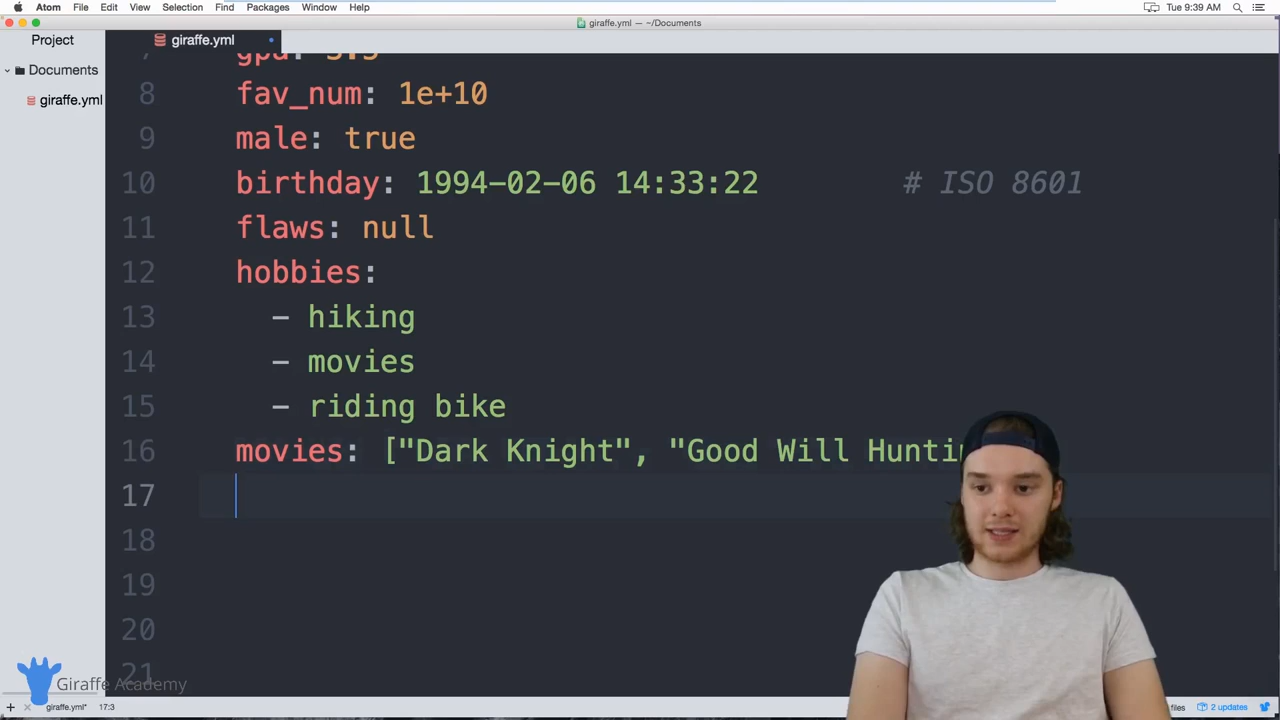 Atom File Edit View Selection Find Packages Window Help Tue 9:39 AM
giraffe.yml — ~/Documents
Project
giraffe.yml
Documents
giraffe.yml
8 fav_num: 1e+10
9 male: true
10 birthday: 1994-02-06 14:33:22 # ISO 8601
11 flaws: null
12 hobbies:
13 - hiking
14 - movies
15 - riding bike
16 movies: ["Dark Knight", "Good Will Huntin
17
18
19
20
21
Giraffe Academy
giraffe.yml* 17:3 files 2 updates